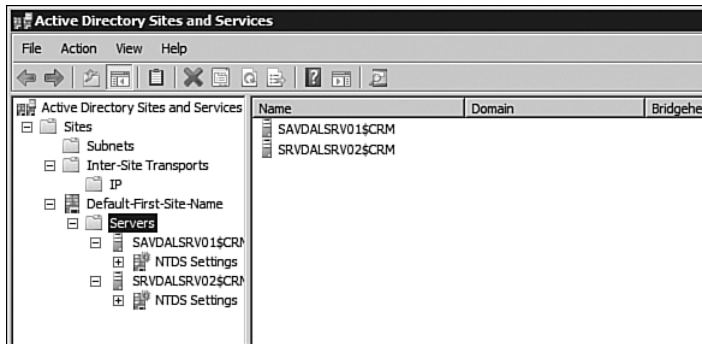 Active Directory Sites and Services
File Action View Help
Active Directory Sites and Services
Sites
Subnets
Inter-Site Transports
IP
Default-First-Site-Name
Servers
SAVDALSRV01$CRM
NTDS Settings
SRVDALSRV02$CRM
NTDS Settings
Name Domain Bridgehe
SAVDALSRV01$CRM
SRVDALSRV02$CRM